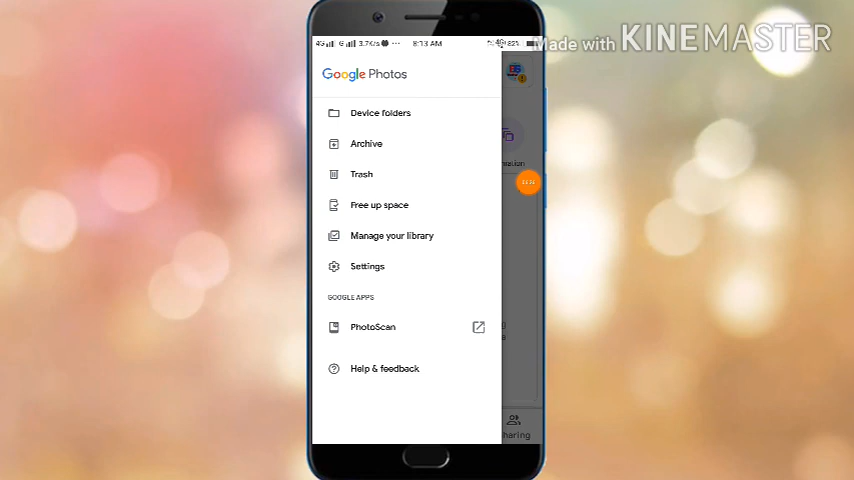 Made with KINEMASTER
8:13 AM
82%
Google Photos
Device folders
Archive
Trash
Free up space
Manage your library
Settings
GOOGLE APPS
PhotoScan
Help & feedback